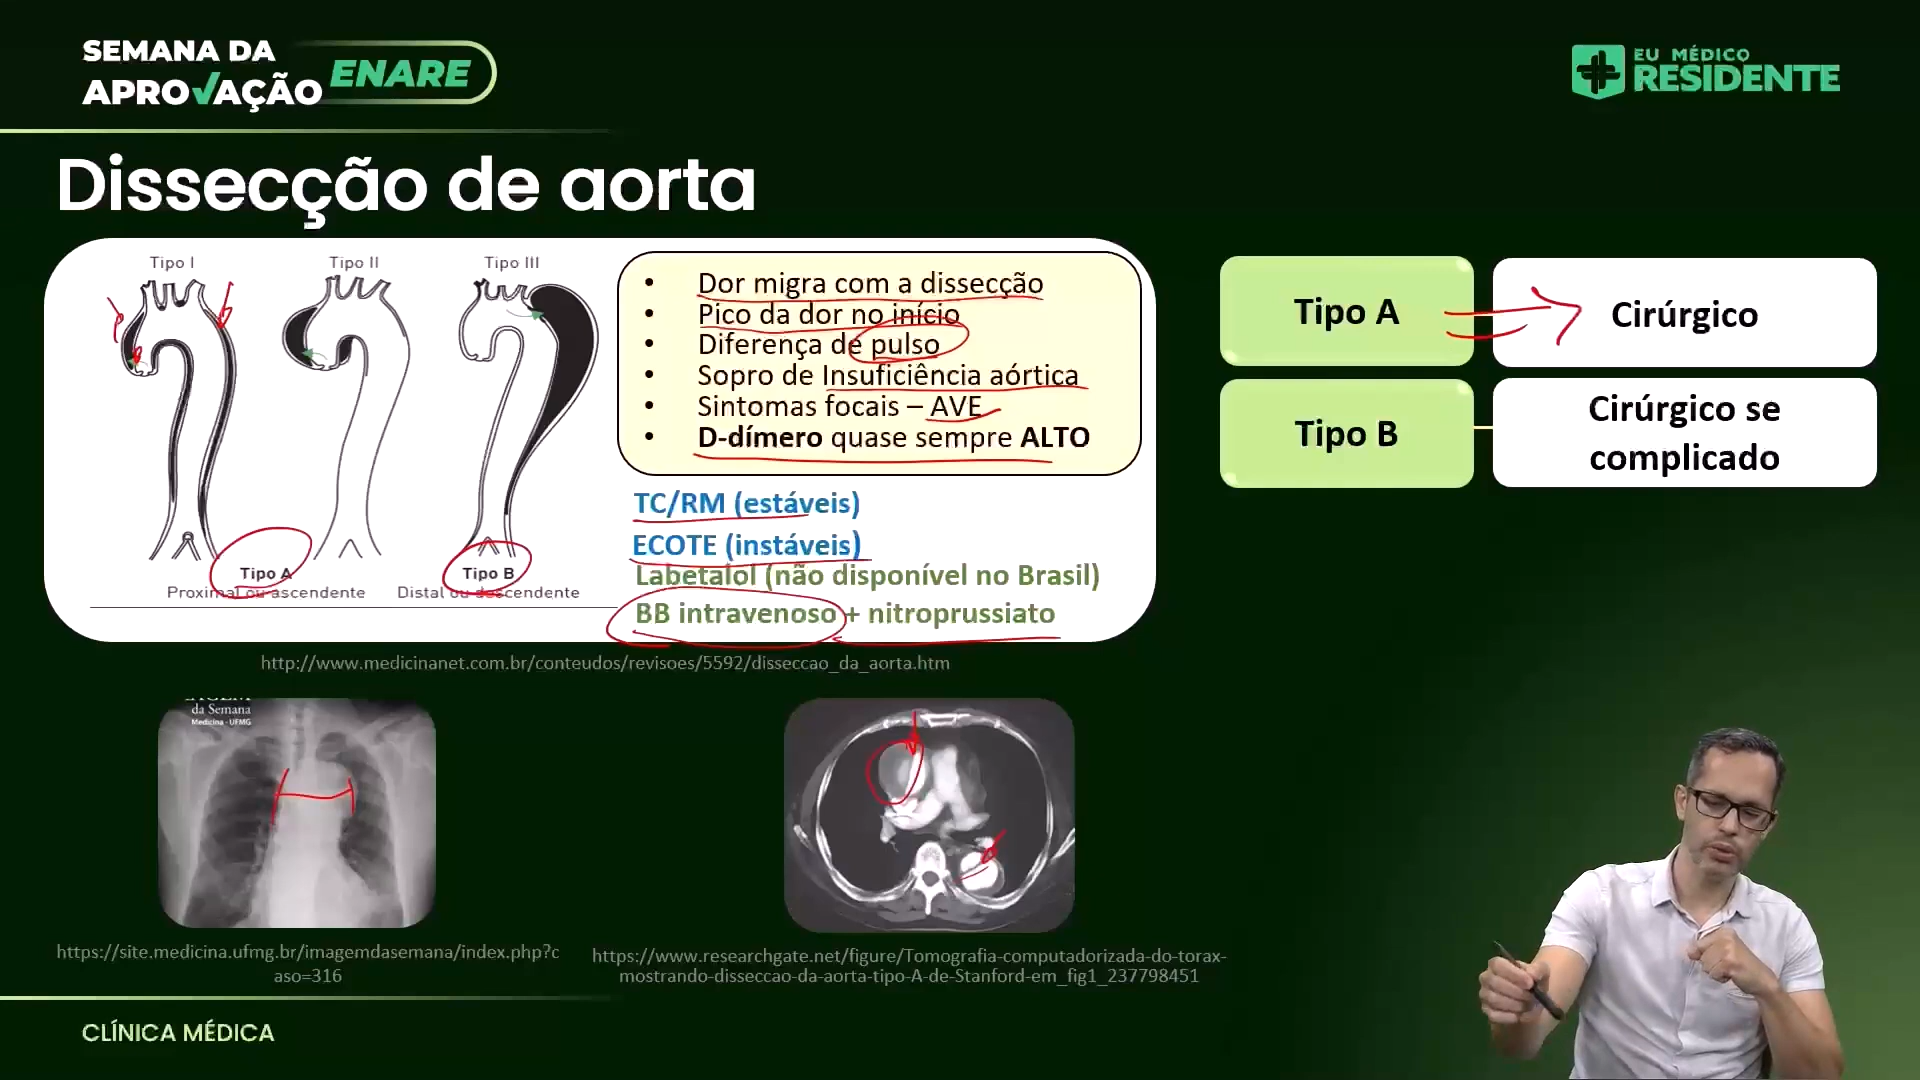 SEMANA DA
APROVAÇÃO
ENARE
EU MÉDICO
RESIDENTE
Dissecção de aorta
Tipo I
Tipo II
Tipo III
Tipo A
Proximal ou ascendente
Tipo B
Distal ou descendente
• Dor migra com a dissecção
• Pico da dor no início
• Diferença de pulso
• Sopro de Insuficiência aórtica
• Sintomas focais – AVE
• D-dímero quase sempre ALTO
TC/RM (estáveis)
ECOTE (instáveis)
Labetalol (não disponível no Brasil)
BB intravenoso + nitroprussiato
http://www.medicinanet.com.br/conteudos/revisoes/5592/disseccao_da_aorta.htm
Tipo A
Cirúrgico
Tipo B
Cirúrgico se
complicado
da Semana
Medicina - UFMG
https://site.medicina.ufmg.br/imagemdasemana/index.php?c
aso=316
https://www.researchgate.net/figure/Tomografia-computadorizada-do-torax-
mostrando-disseccao-da-aorta-tipo-A-de-Stanford-em_fig1_237798451
CLÍNICA MÉDICA